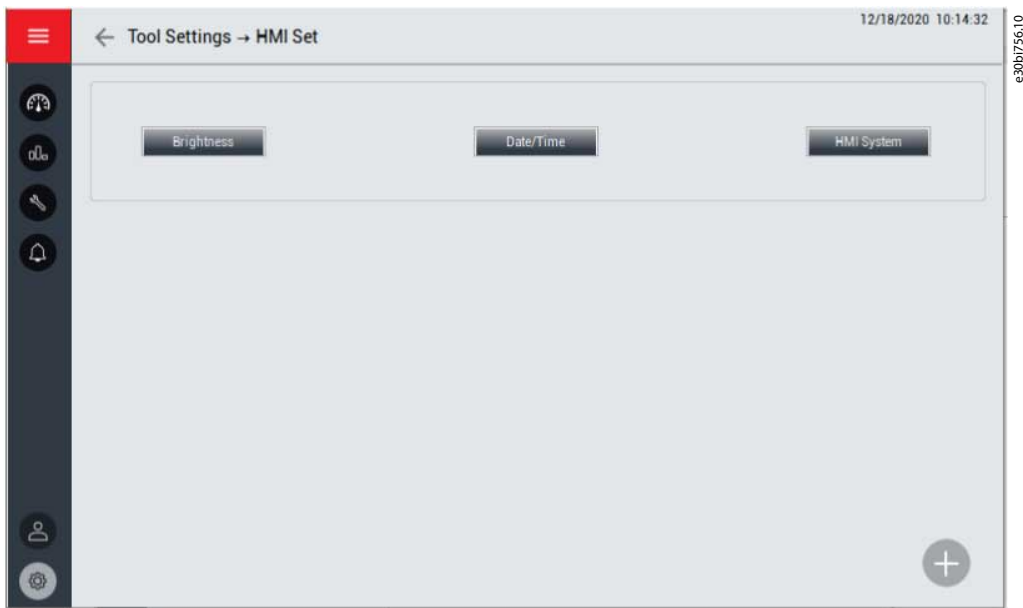 12/18/2020 10:14:32
← Tool Settings → HMI Set
Brightness
Date/Time
HMI System
e30bi756.10